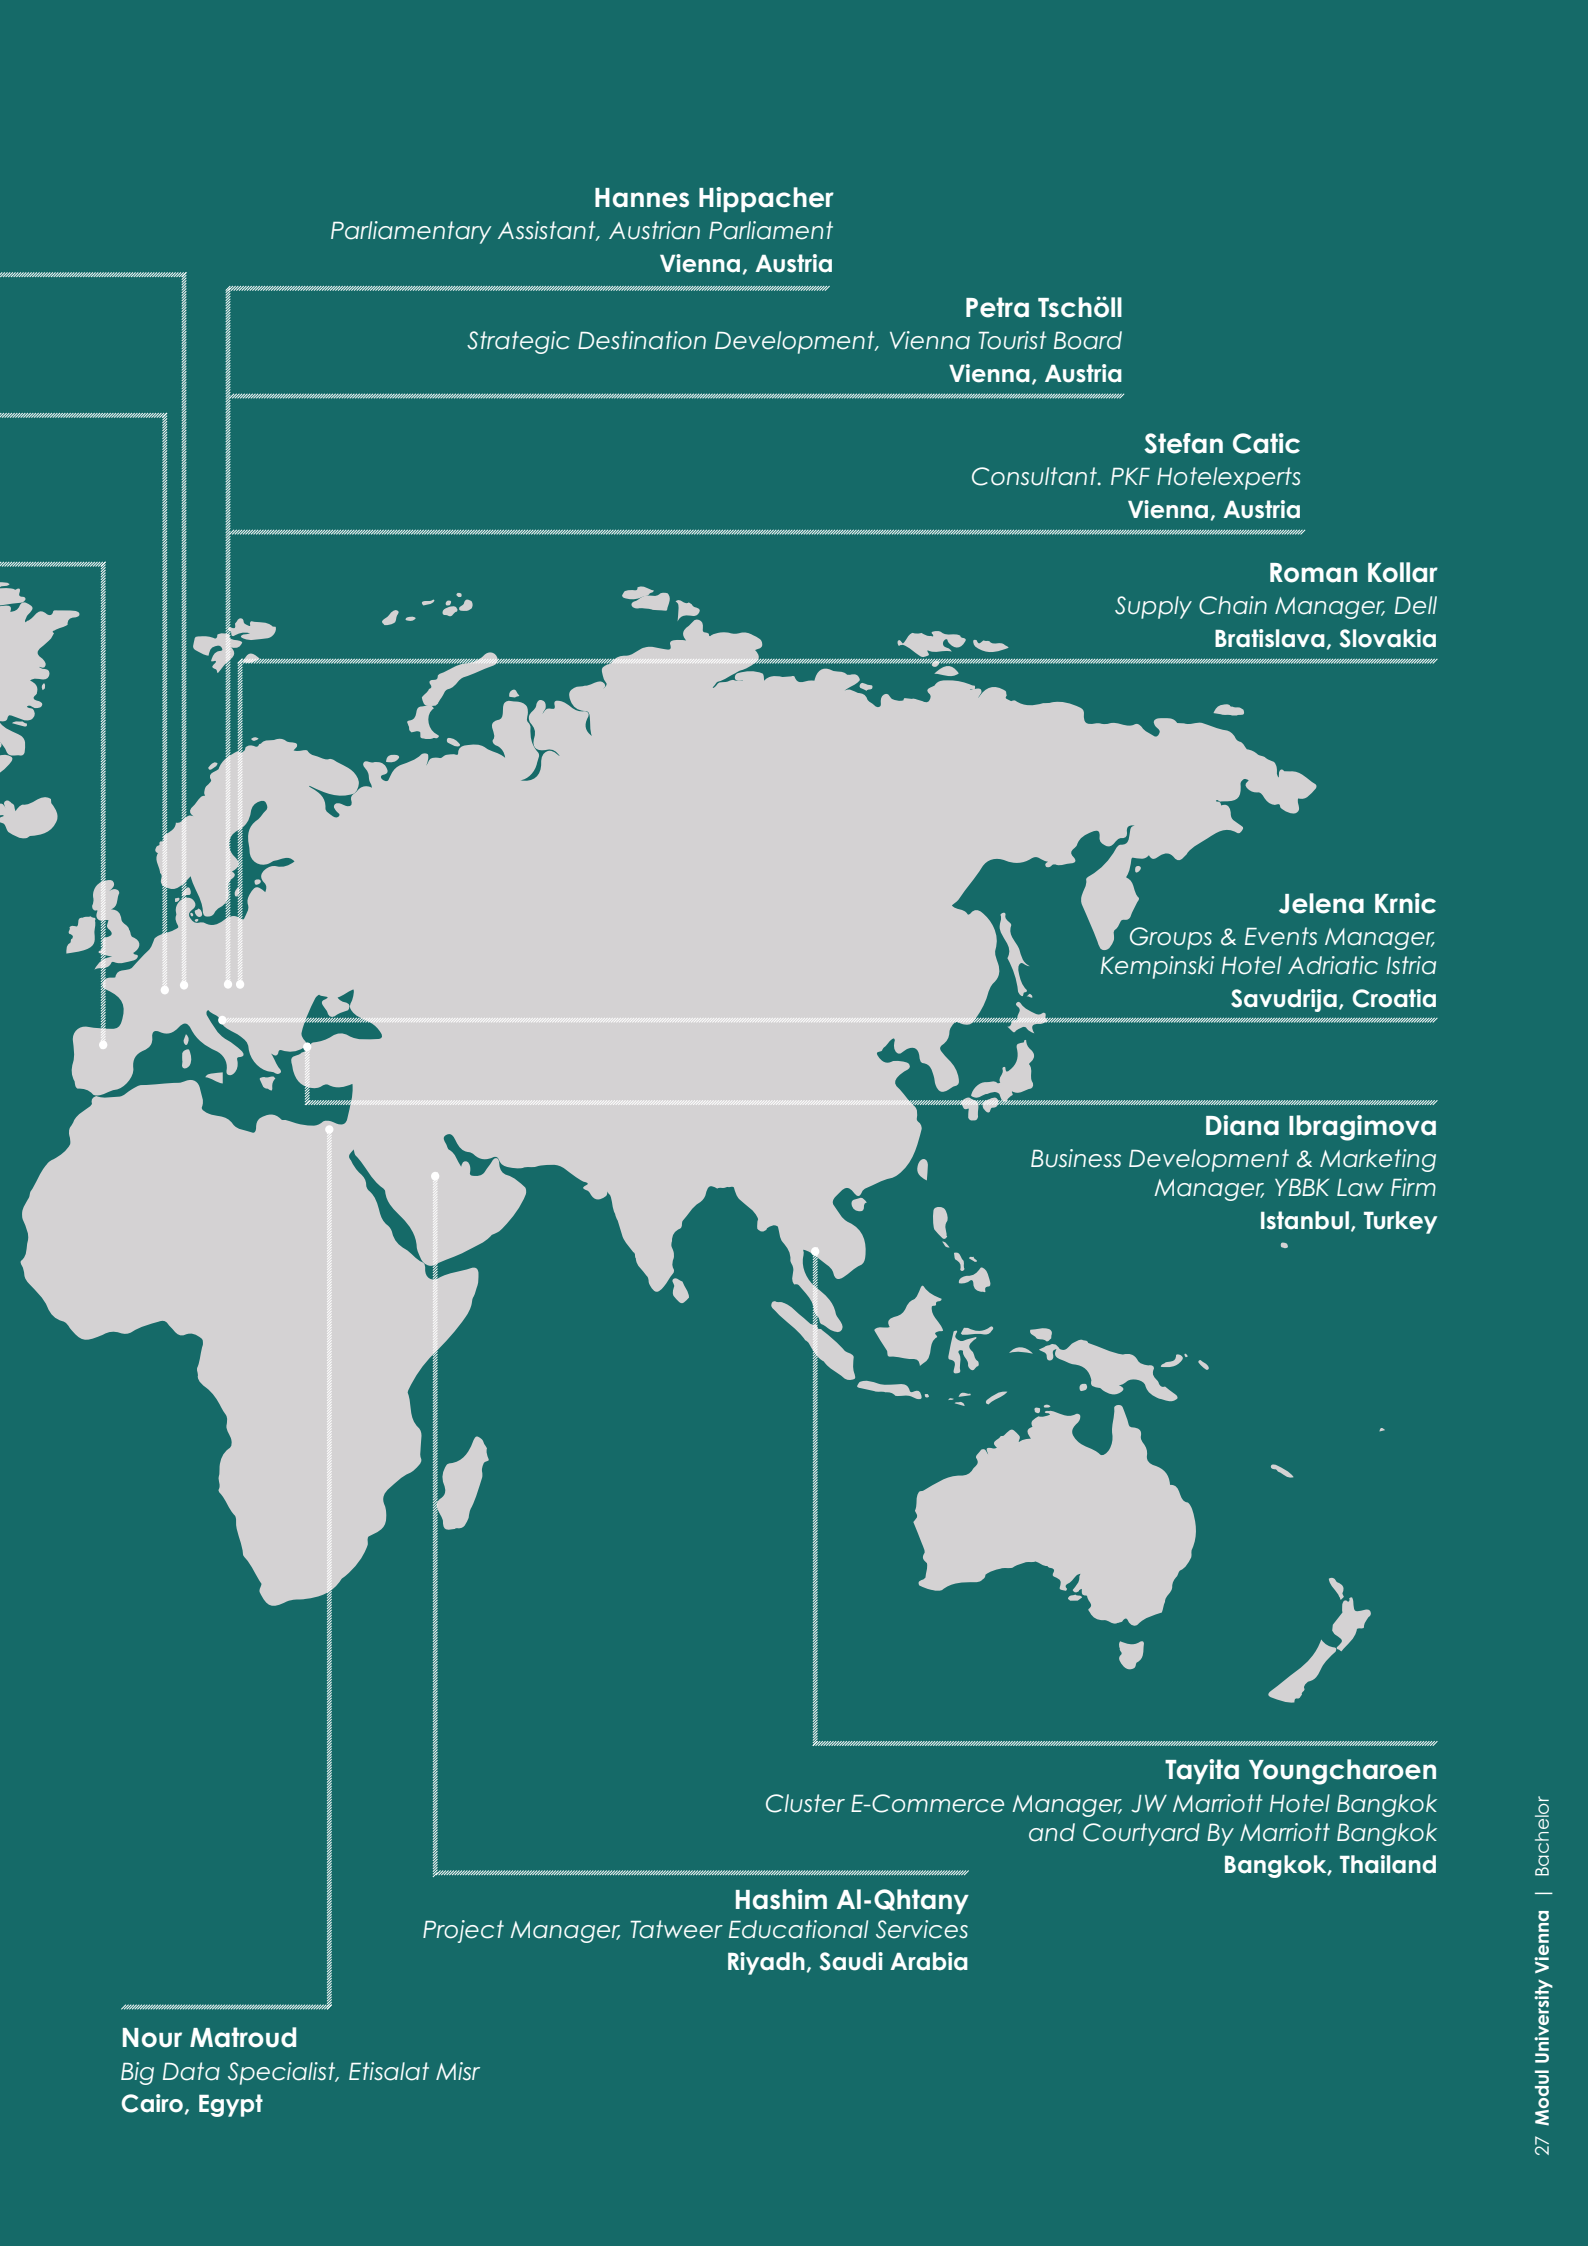 Hannes Hippacher
Parliamentary Assistant, Austrian Parliament
Vienna, Austria
Petra Tschöll
Strategic Destination Development, Vienna Tourist Board
Vienna, Austria
Stefan Catic
Consultant. PKF Hotelexperts
Vienna, Austria
Roman Kollar
Supply Chain Manager, Dell
Bratislava, Slovakia
Jelena Krnic
Groups & Events Manager,
Kempinski Hotel Adriatic Istria
Savudrija, Croatia
Diana Ibragimova
Business Development & Marketing
Manager, YBBK Law Firm
Istanbul, Turkey
Tayita Youngcharoen
Cluster E-Commerce Manager, JW Marriott Hotel Bangkok
and Courtyard By Marriott Bangkok
Bangkok, Thailand
Hashim Al-Qhtany
Project Manager, Tatweer Educational Services
Riyadh, Saudi Arabia
Nour Matroud
Big Data Specialist, Etisalat Misr
Cairo, Egypt
27 Modul University Vienna | Bachelor